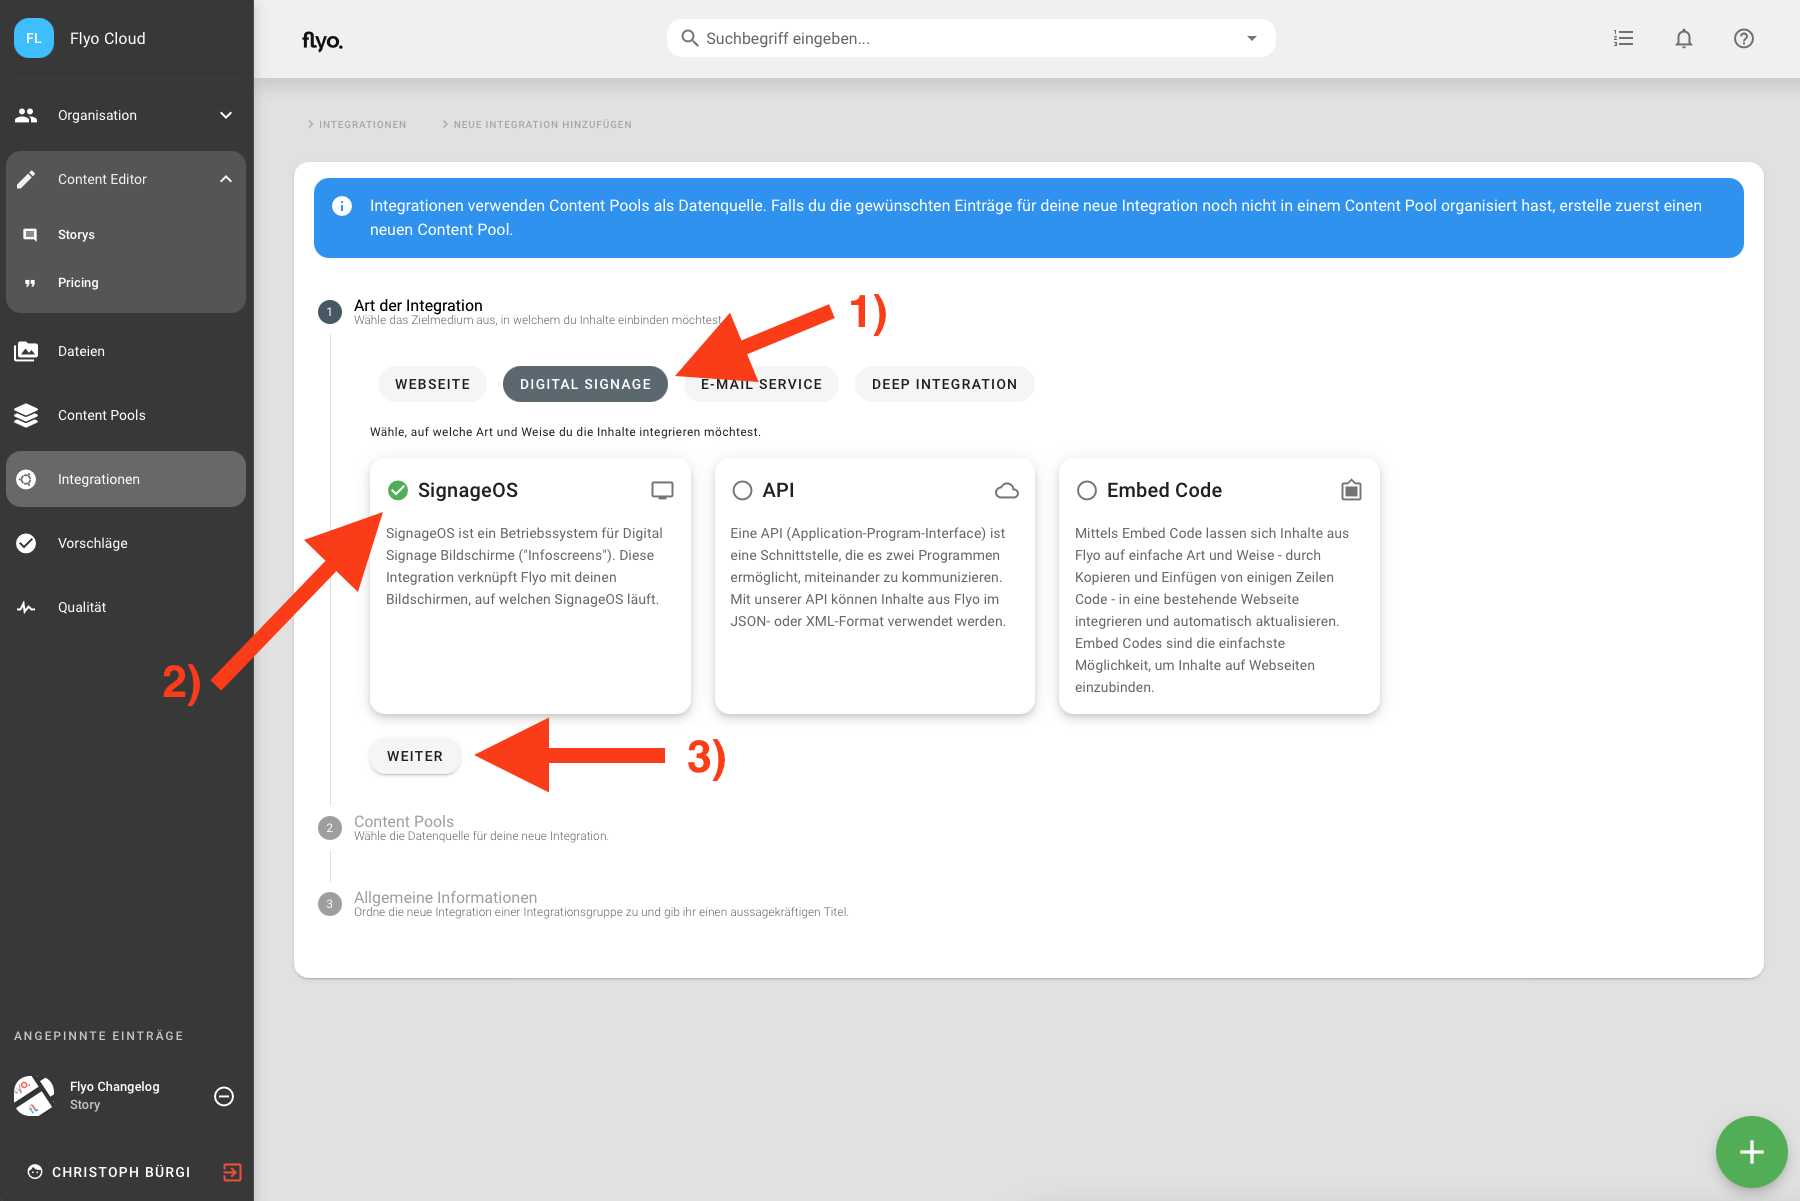 FL
Flyo Cloud
Organisation
Content Editor
Storys
Pricing
Dateien
Content Pools
Integrationen
Vorschläge
Qualität
ANGEPINNTE EINTRÄGE
Flyo Changelog
Story
CHRISTOPH BÜRGI
flyo.
Suchbegriff eingeben...
INTEGRATIONEN
NEUE INTEGRATION HINZUFÜGEN
Integrationen verwenden Content Pools als Datenquelle. Falls du die gewünschten Einträge für deine neue Integration noch nicht in einem Content Pool organisiert hast, erstelle zuerst einen
neuen Content Pool.
1
Art der Integration
Wähle das Zielmedium aus, in welchem du Inhalte einbinden möchtest.
1)
WEBSEITE
DIGITAL SIGNAGE
E-MAIL SERVICE
DEEP INTEGRATION
Wähle, auf welche Art und Weise du die Inhalte integrieren möchtest.
SignageOS
SignageOS ist ein Betriebssystem für Digital
Signage Bildschirme ("Infoscreens"). Diese
Integration verknüpft Flyo mit deinen
Bildschirmen, auf welchen SignageOS läuft.
API
Eine API (Application-Program-Interface) ist
eine Schnittstelle, die es zwei Programmen
ermöglicht, miteinander zu kommunizieren.
Mit unserer API können Inhalte aus Flyo im
JSON- oder XML-Format verwendet werden.
Embed Code
Mittels Embed Code lassen sich Inhalte aus
Flyo auf einfache Art und Weise - durch
Kopieren und Einfügen von einigen Zeilen
Code - in eine bestehende Webseite
integrieren und automatisch aktualisieren.
Embed Codes sind die einfachste
Möglichkeit, um Inhalte auf Webseiten
einzubinden.
2)
WEITER
3)
2
Content Pools
Wähle die Datenquelle für deine neue Integration.
3
Allgemeine Informationen
Ordne die neue Integration einer Integrationsgruppe zu und gib ihr einen aussagekräftigen Titel.